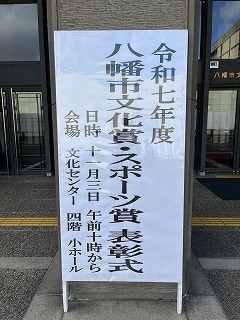 令和七年度
八幡市文化賞・スポーツ賞 表彰式
日時 十一月三日 午前十時から
会場 文化センター 四階 小ホール
八幡市文